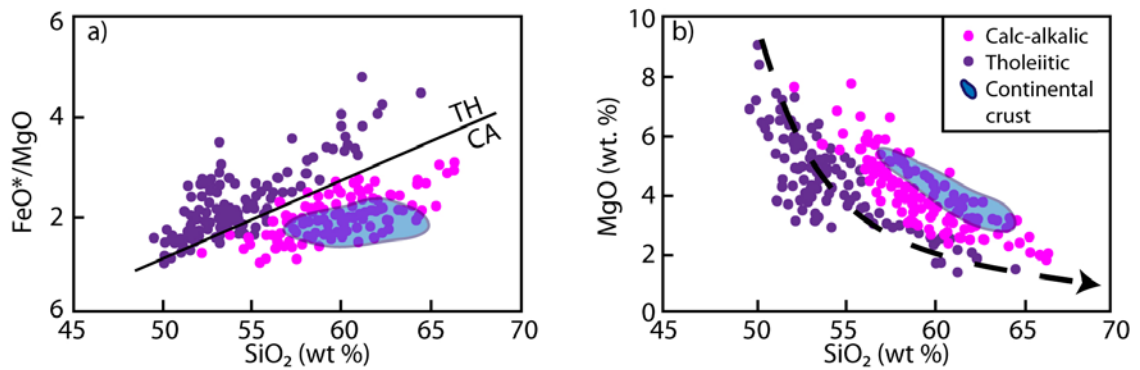 a)
FeO*/MgO
6
4
2
6
TH
CA
45 50 55 60 65 70
SiO₂ (wt %)
b)
MgO (wt. %)
10
8
6
4
2
0
Calc-alkalic
Tholeiitic
Continental
crust
45 50 55 60 65 70
SiO₂ (wt %)